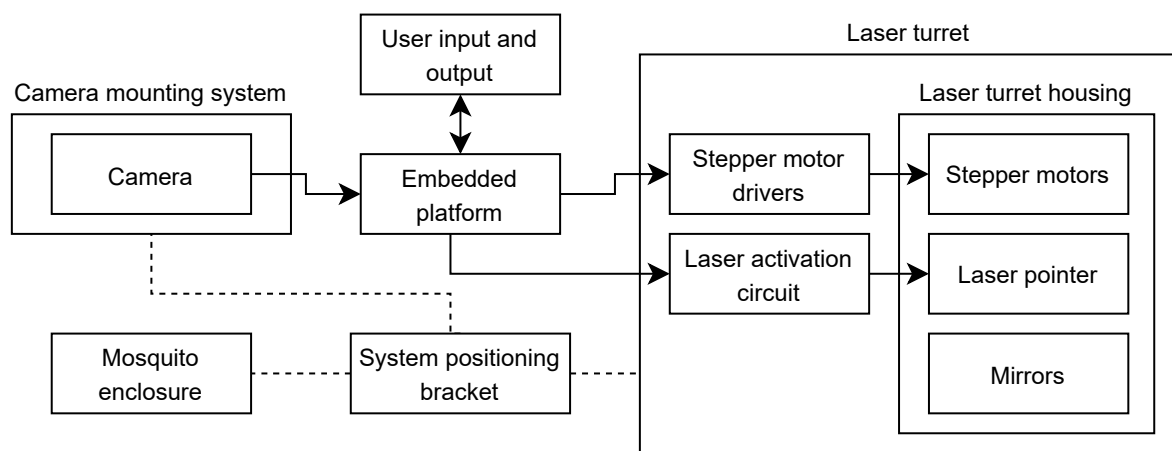 User input and
output
Laser turret
Camera mounting system
Laser turret housing
Camera
Embedded
platform
Stepper motor
drivers
Stepper motors
Laser activation
circuit
Laser pointer
Mosquito
enclosure
System positioning
bracket
Mirrors